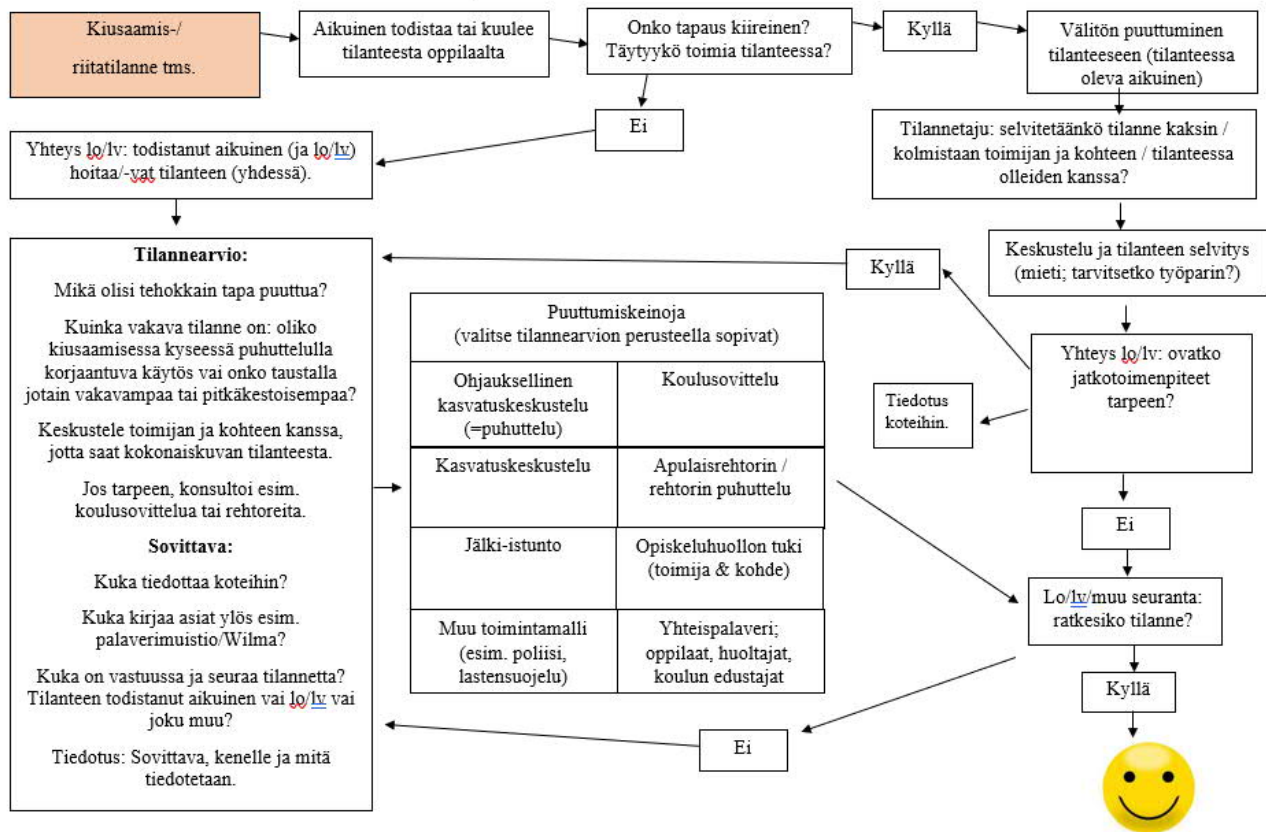 Kiusaamis-/
riitatilanne tms.
Aikuinen todistaa tai kuulee
tilanteesta oppilaalta
Onko tapaus kiireinen?
Täytyykö toimia tilanteessa?
Kyllä
Välitön puuttuminen
tilanteeseen (tilanteessa
oleva aikuinen)
Ei
Yhteys lo/lv: todistanut aikuinen (ja lo/lv)
hoitaa/-vat tilanteen (yhdessä).
Tilannetaju: selvitetäänkö tilanne kaksin /
kolmistaan toimijan ja kohteen / tilanteessa
olleiden kanssa?
Keskustelu ja tilanteen selvitys
(mieti; tarvitsetko työparin?)
Kyllä
Yhteys lo/lv: ovatko
jatkotoimenpiteet
tarpeen?
Tiedotus
koteihin.
Ei
Tilannearvio:
Mikä olisi tehokkain tapa puuttua?
Kuinka vakava tilanne on: oliko
kiusaamisessa kyseessä puhuttelulla
korjaantuva käytös vai onko taustalla
jotain vakavampaa tai pitkäkestoisempaa?
Keskustele toimijan ja kohteen kanssa,
jotta saat kokonaiskuvan tilanteesta.
Jos tarpeen, konsultoi esim.
koulusovittelua tai rehtoreita.
Sovittava:
Kuka tiedottaa koteihin?
Kuka kirjaa asiat ylös esim.
palaverimuistio/Wilma?
Kuka on vastuussa ja seuraa tilannetta?
Tilanteen todistanut aikuinen vai lo/lv vai
joku muu?
Tiedotus: Sovittava, kenelle ja mitä
tiedotetaan.
Puuttumiskeinoja
(valitse tilannearvion perusteella sopivat)
Ohjauksellinen
kasvatuskeskustelu
(=puhuttelu)
Koulusovittelu
Kasvatuskeskustelu
Apulaisrehtorin /
rehtorin puhuttelu
Jälki-istunto
Opiskeluhuollon tuki
(toimija & kohde)
Muu toimintamalli
(esim. poliisi,
lastensuojelu)
Yhteispalaveri;
oppilaat, huoltajat,
koulun edustajat
Lo/lv/muu seuranta:
ratkesiko tilanne?
Kyllä
Ei